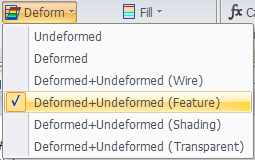 Deform Fill fx Ca
Undeformed
Deformed
Deformed+Undeformed (Wire)
Deformed+Undeformed (Feature)
Deformed+Undeformed (Shading)
Deformed+Undeformed (Transparent)